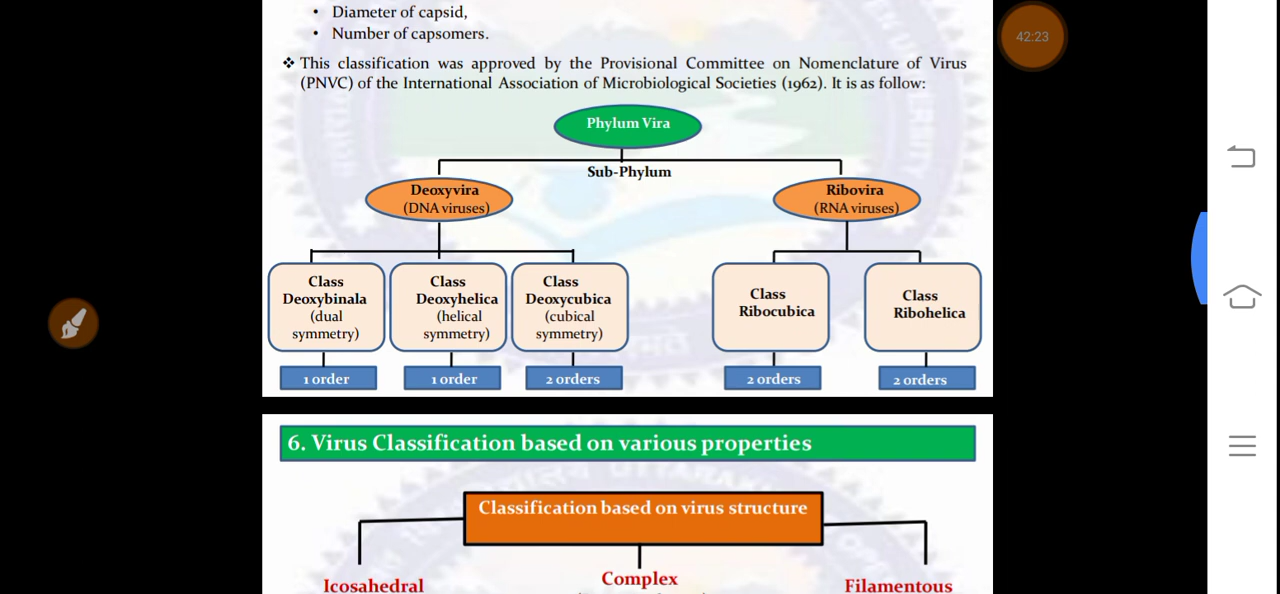 • Diameter of capsid,
• Number of capsomers.
42:23
❖ This classification was approved by the Provisional Committee on Nomenclature of Virus
(PNVC) of the International Association of Microbiological Societies (1962). It is as follow:
Phylum Vira
Sub-Phylum
Deoxyvira
(DNA viruses)
Ribovira
(RNA viruses)
Class
Deoxybinala
(dual
symmetry)
Class
Deoxyhelica
(helical
symmetry)
Class
Deoxycubica
(cubical
symmetry)
Class
Ribocubica
Class
Ribohelica
1 order
1 order
2 orders
2 orders
2 orders
6. Virus Classification based on various properties
Classification based on virus structure
Icosahedral
Complex
Filamentous